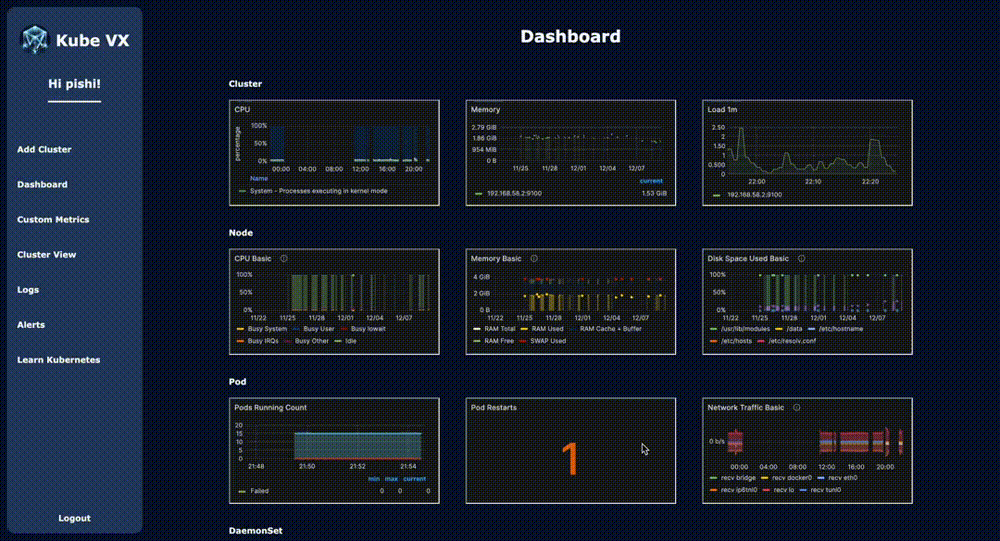 Kube VX
Hi pishi!
Add Cluster
Dashboard
Custom Metrics
Cluster View
Logs
Alerts
Learn Kubernetes
Logout
Dashboard
Cluster
CPU
percentage
100%
50%
0%
00:00 04:00 08:00 12:00 16:00 20:00
Name
System - Processes executing in kernel mode
Memory
2.79 GiB
1.86 GiB
954 MiB
0 B
11/25 11/28 12/01 12/04 12/07
current
192.168.58.2:9100 1.53 GiB
Load 1m
2.50
2
1.50
1
0.500
0
22:00 22:10 22:20
192.168.58.2:9100
Node
CPU Basic
100%
50%
0%
11/22 11/25 11/28 12/01 12/04 12/07
Busy System Busy User Busy Iowait
Busy IRQs Busy Other Idle
Memory Basic
4 GiB
2 GiB
0 B
11/22 11/25 11/28 12/01 12/04 12/07
RAM Total RAM Used RAM Cache + Buffer
RAM Free SWAP Used
Disk Space Used Basic
100%
50%
0%
11/22 11/25 11/28 12/01 12/04 12/07
/usr/lib/modules /data /etc/hostname
/etc/hosts /etc/resolv.conf
Pod
Pods Running Count
20
15
10
5
0
21:48 21:50 21:52 21:54
min max current
Failed 0 0 0
Pod Restarts
1
Network Traffic Basic
0 b/s
00:00 04:00 08:00 12:00 16:00 20:00
recv bridge recv docker0 recv eth0
recv ip6tnl0 recv lo recv tunl0
DaemonSet